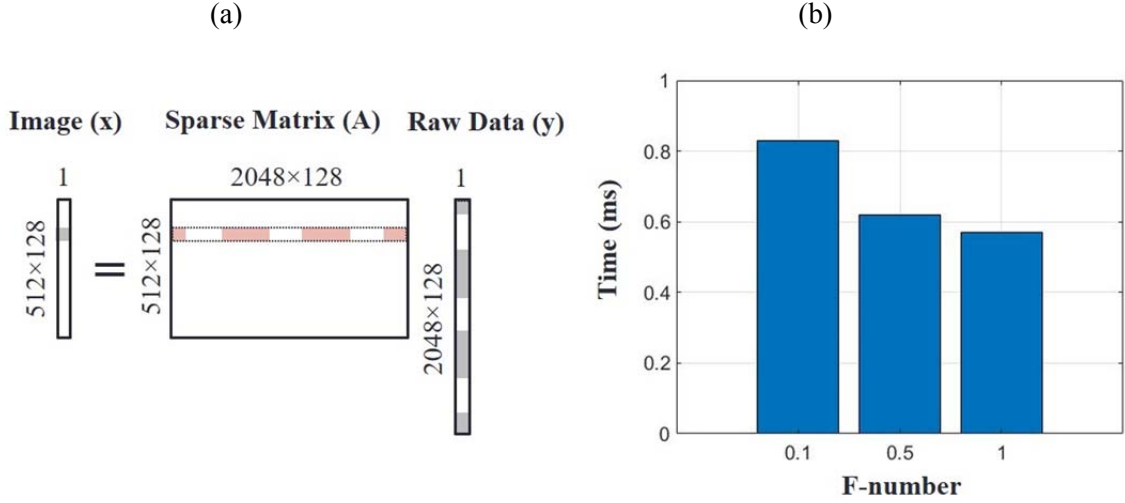 (a)
(b)
Image (x)
Sparse Matrix (A)
Raw Data (y)
1
2048×128
1
512×128
=
512×128
2048×128
1
0.8
0.6
0.4
0.2
0
Time (ms)
0.1
0.5
1
F-number